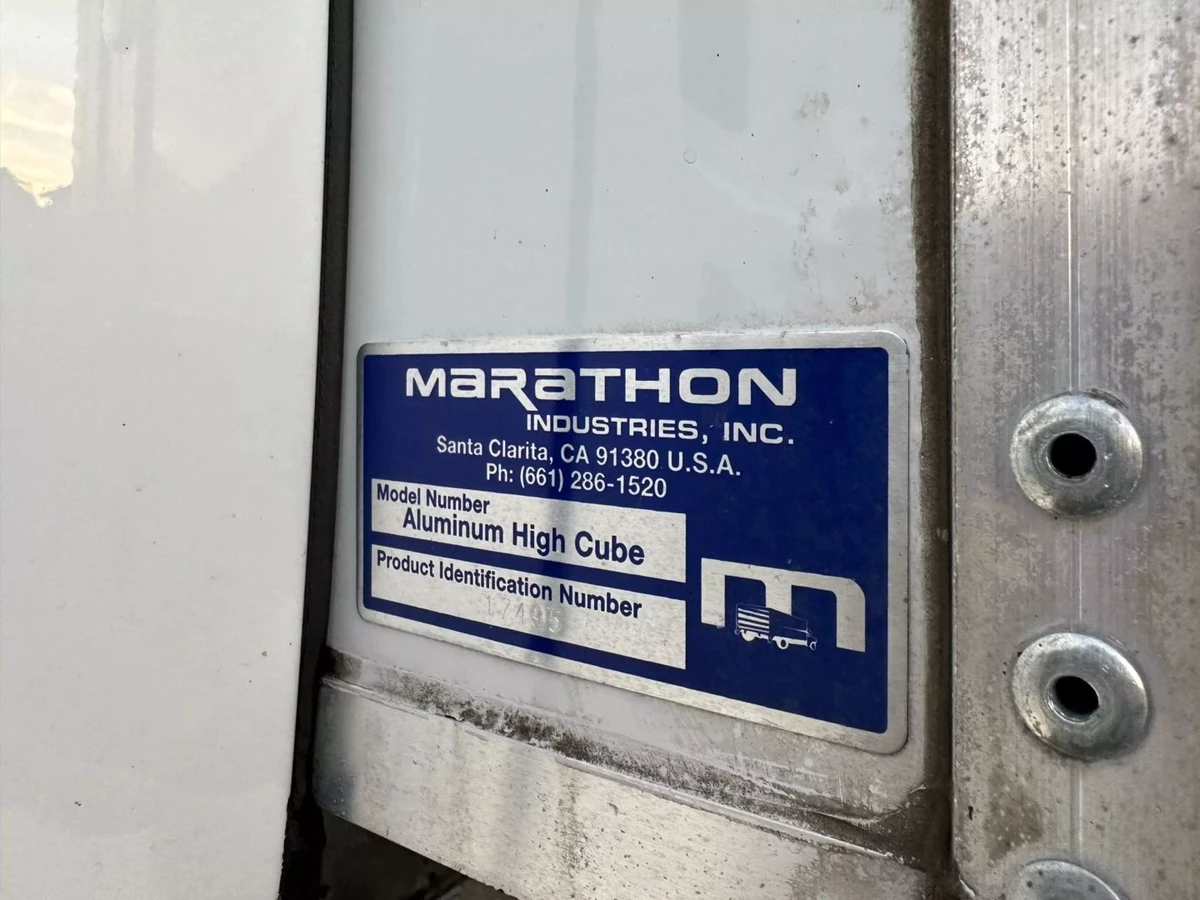 MARATHON
INDUSTRIES, INC.
Santa Clarita, CA 91380 U.S.A.
Ph: (661) 286-1520
Model Number
Aluminum High Cube
Product Identification Number
17495
m